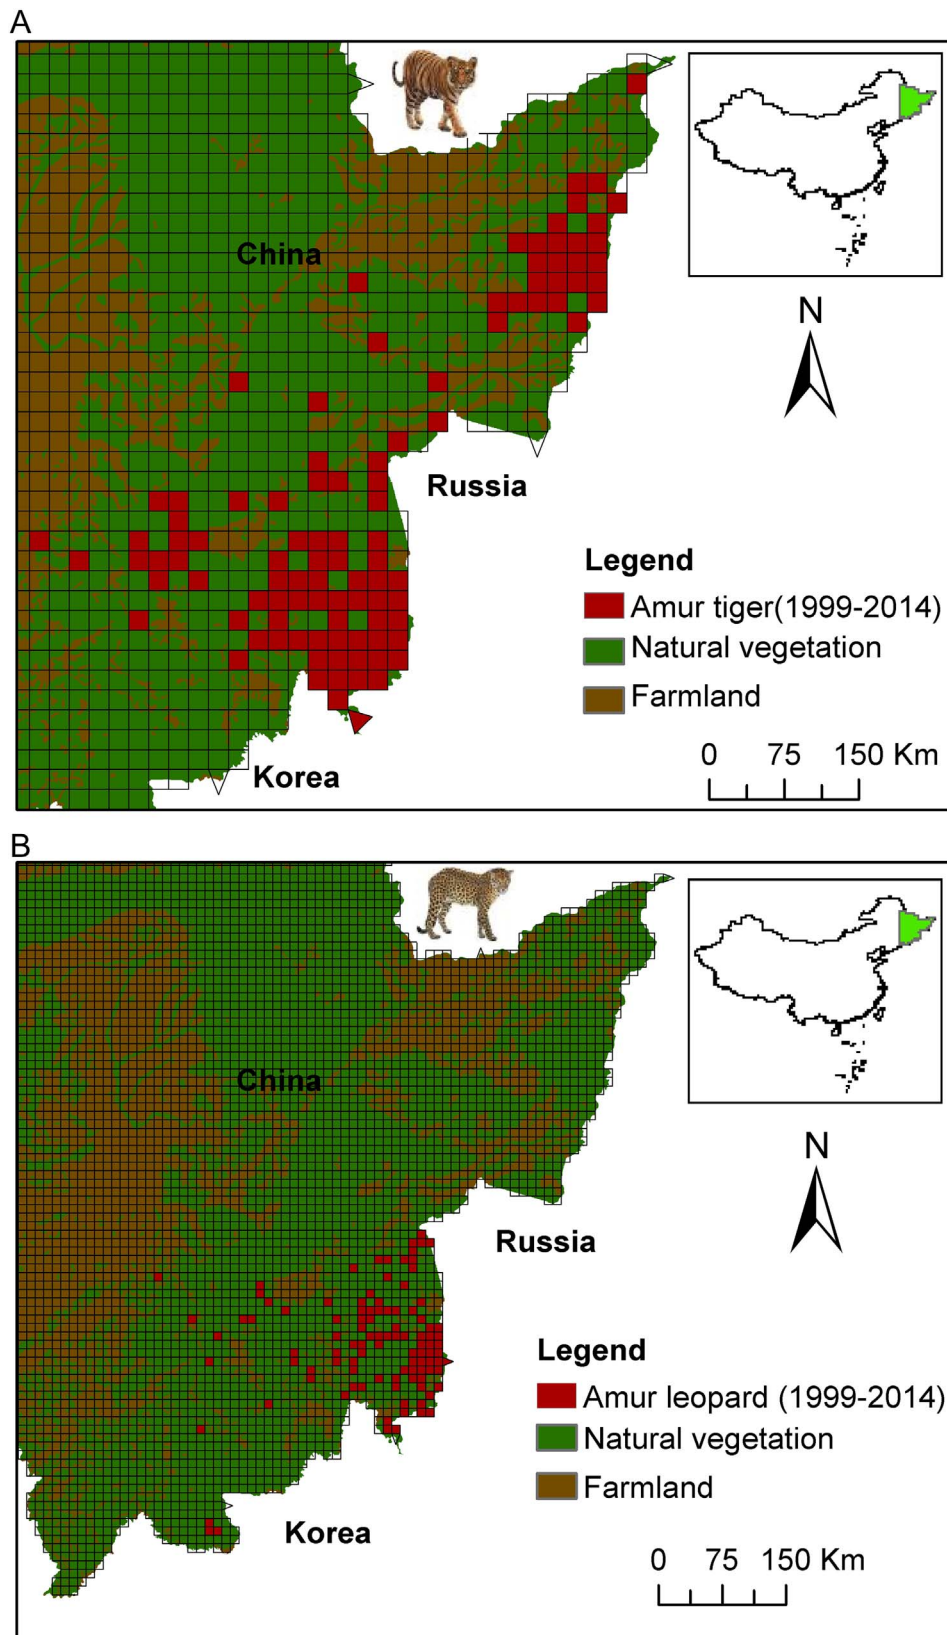 A
China
N
Russia
Legend
Amur tiger(1999-2014)
Natural vegetation
Farmland
0 75 150 Km
Korea
B
China
N
Russia
Legend
Amur leopard (1999-2014)
Natural vegetation
Farmland
Korea
0 75 150 Km